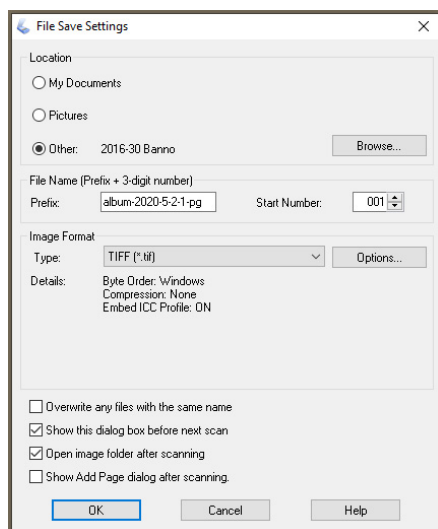 File Save Settings
Location
My Documents
Pictures
Other: 2016-30 Banno Browse...
File Name (Prefix + 3-digit number)
Prefix: album-2020-5-2-1-pg Start Number: 001
Image Format
Type: TIFF (*.tif) Options...
Details: Byte Order: Windows
Compression: None
Embed ICC Profile: ON
Overwrite any files with the same name
Show this dialog box before next scan
Open image folder after scanning
Show Add Page dialog after scanning.
OK Cancel Help